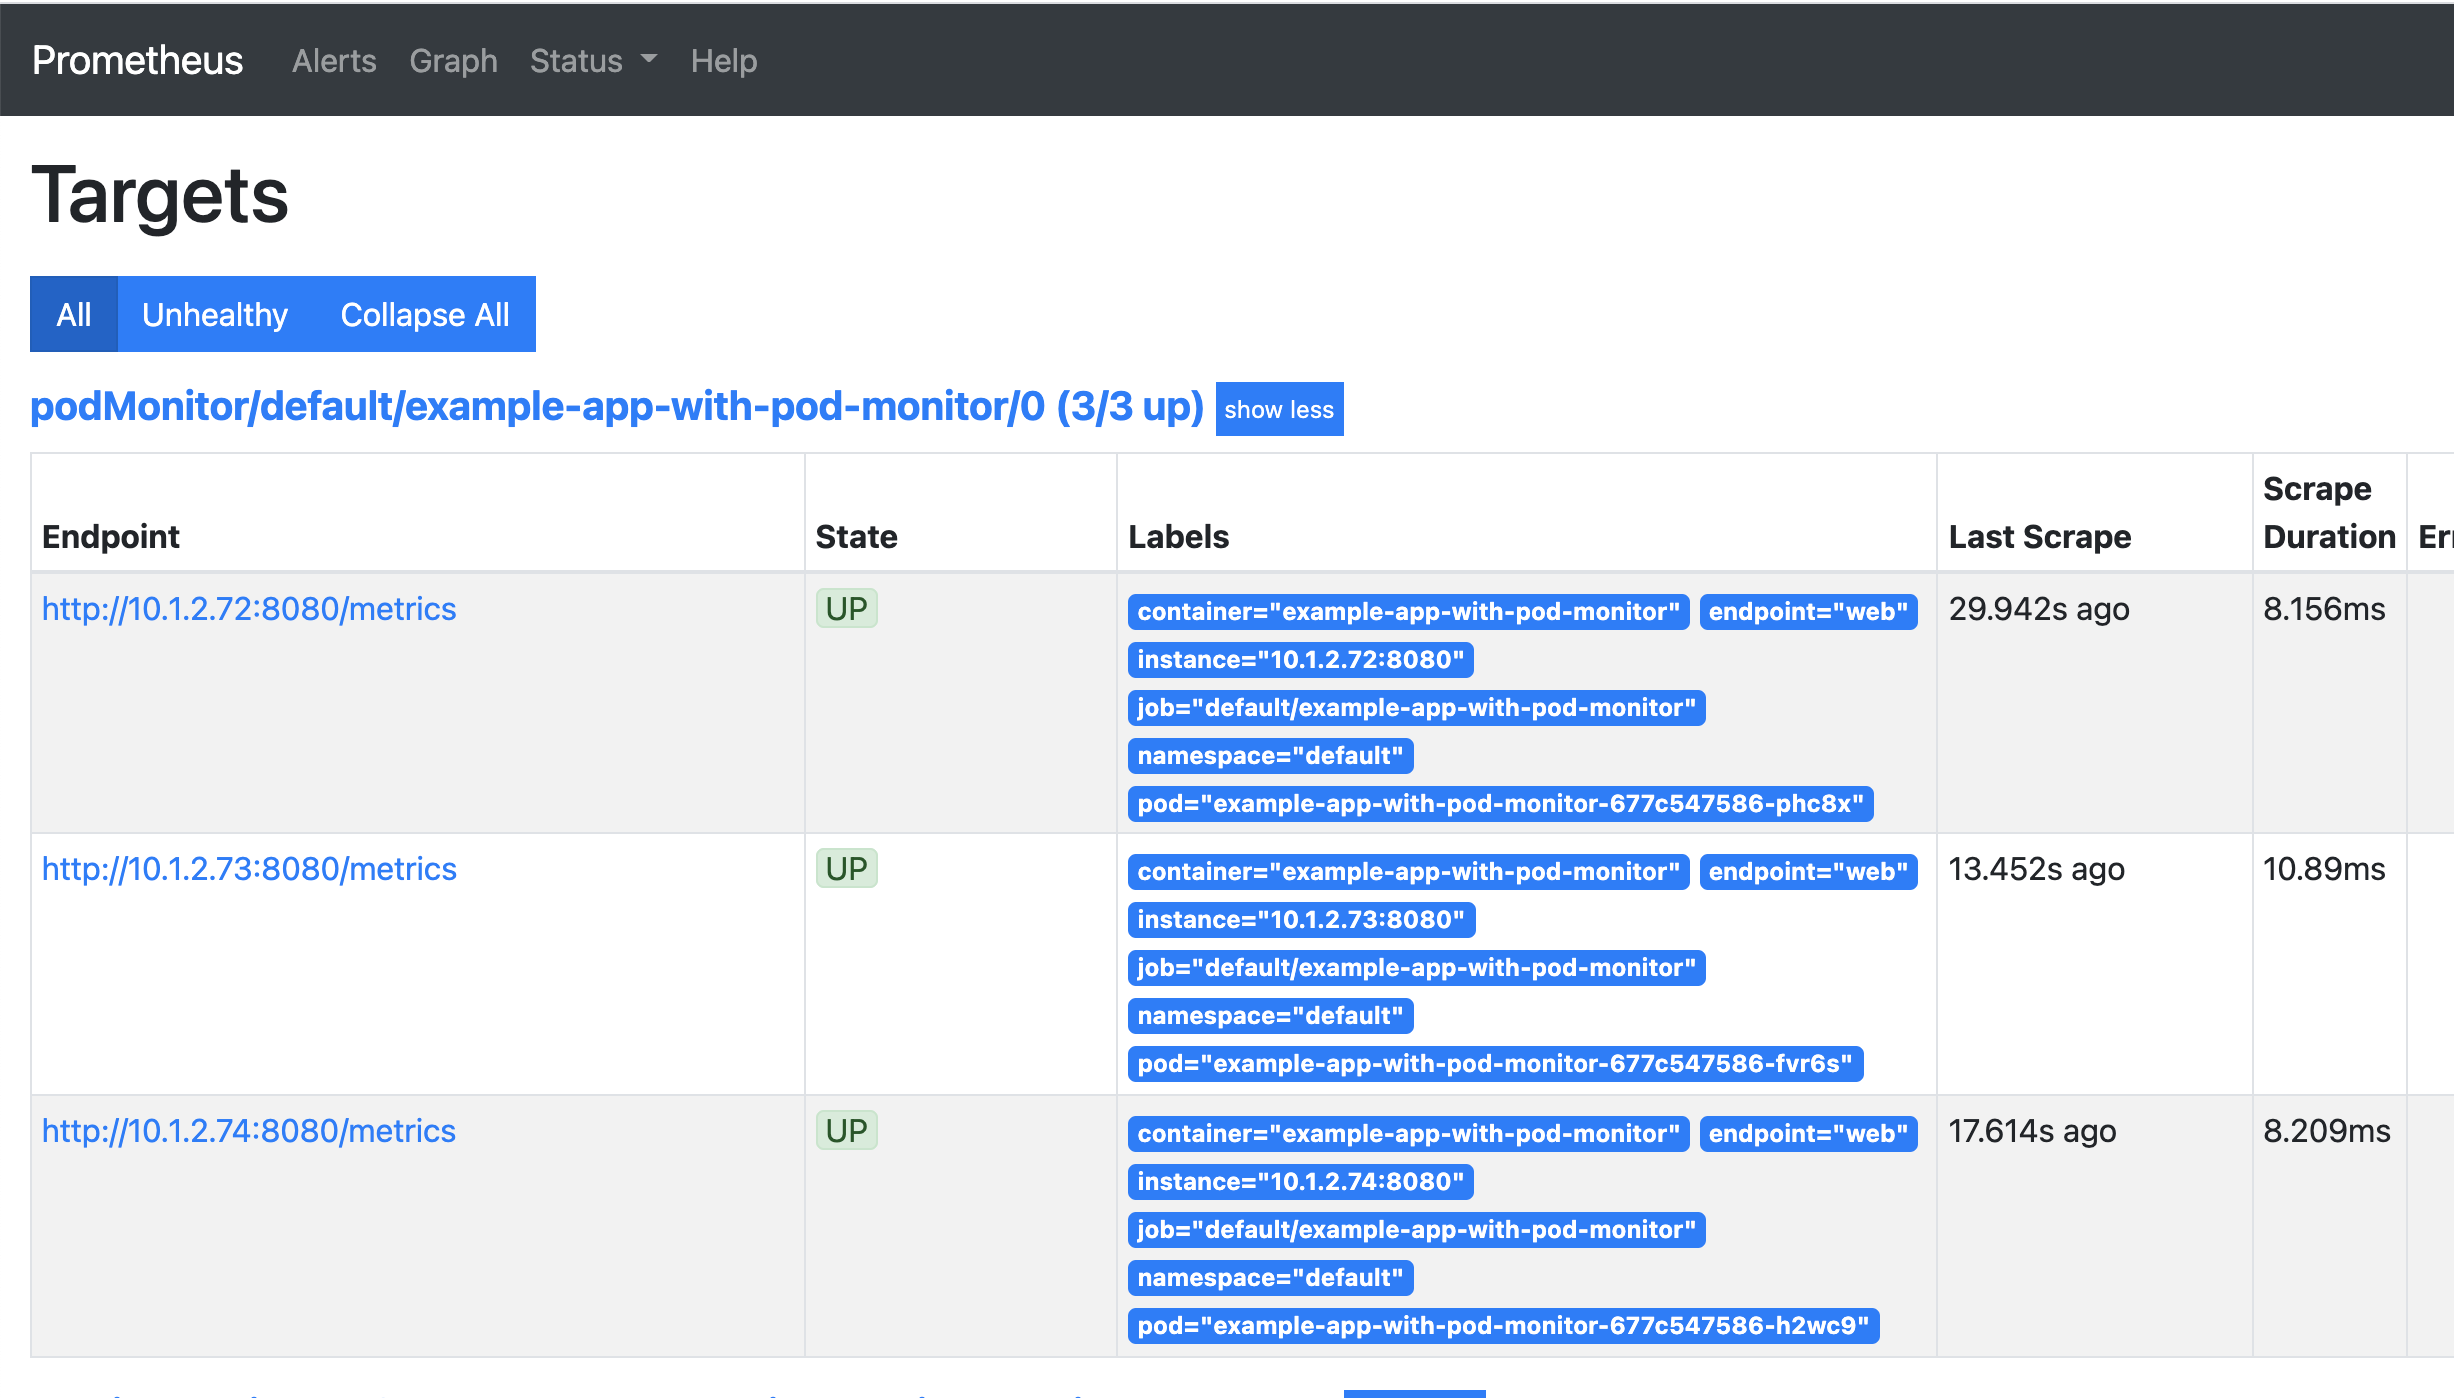 Prometheus Alerts Graph Status Help
Targets
All Unhealthy Collapse All
podMonitor/default/example-app-with-pod-monitor/0 (3/3 up) show less
Endpoint State Labels Last Scrape Scrape Duration Err
http://10.1.2.72:8080/metrics UP container="example-app-with-pod-monitor" endpoint="web" 29.942s ago 8.156ms
instance="10.1.2.72:8080"
job="default/example-app-with-pod-monitor"
namespace="default"
pod="example-app-with-pod-monitor-677c547586-phc8x"
http://10.1.2.73:8080/metrics UP container="example-app-with-pod-monitor" endpoint="web" 13.452s ago 10.89ms
instance="10.1.2.73:8080"
job="default/example-app-with-pod-monitor"
namespace="default"
pod="example-app-with-pod-monitor-677c547586-fvr6s"
http://10.1.2.74:8080/metrics UP container="example-app-with-pod-monitor" endpoint="web" 17.614s ago 8.209ms
instance="10.1.2.74:8080"
job="default/example-app-with-pod-monitor"
namespace="default"
pod="example-app-with-pod-monitor-677c547586-h2wc9"